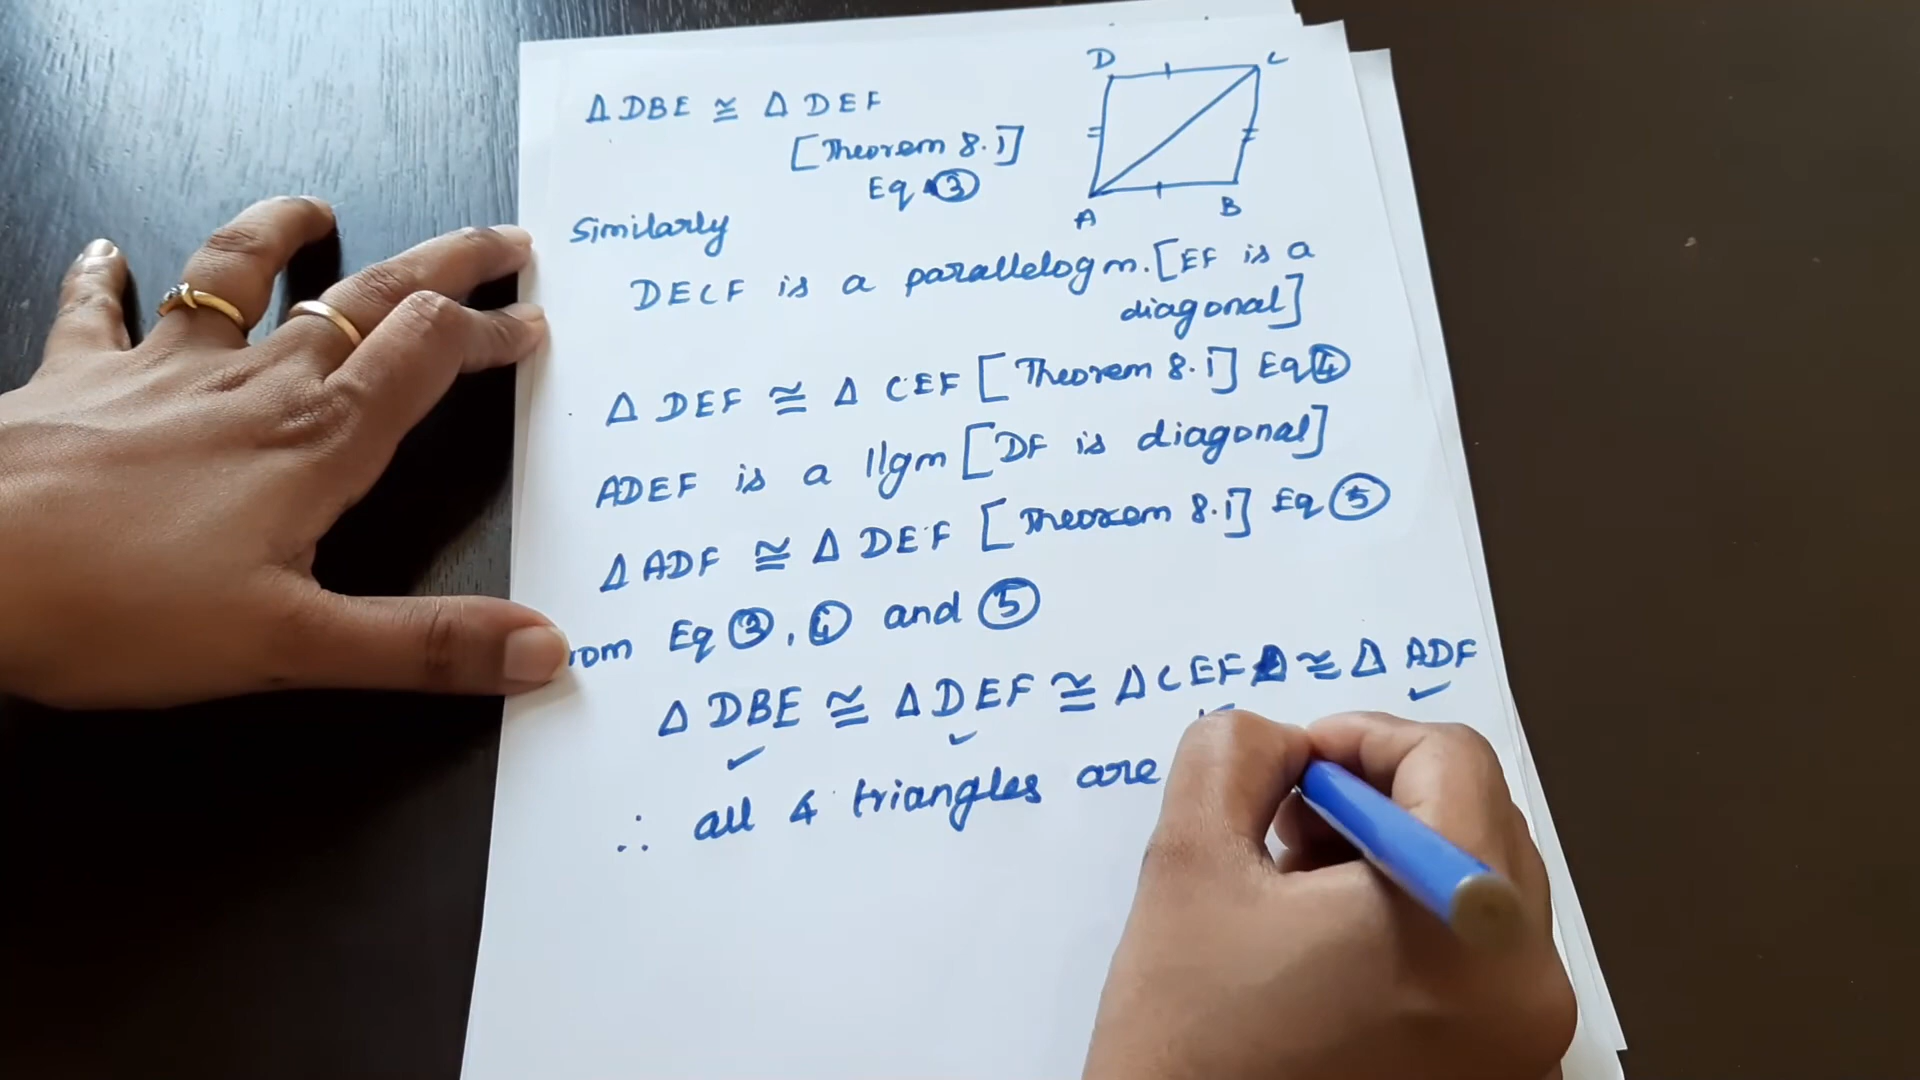 D
C
A
B
Δ DBE ≅ Δ DEF
[Theorem 8.1]
Eq ③
Similarly
DECF is a parallelogm. [EF is a
diagonal]
Δ DEF ≅ Δ CEF [Theorem 8.1] Eq ④
ADEF is a ||gm [DF is diagonal]
Δ ADF ≅ Δ DEF [Theorem 8.1] Eq ⑤
rom Eq ③, ④ and ⑤
Δ DBE ≅ Δ DEF ≅ Δ CEF ≅ Δ ADF
∴ all 4 triangles are